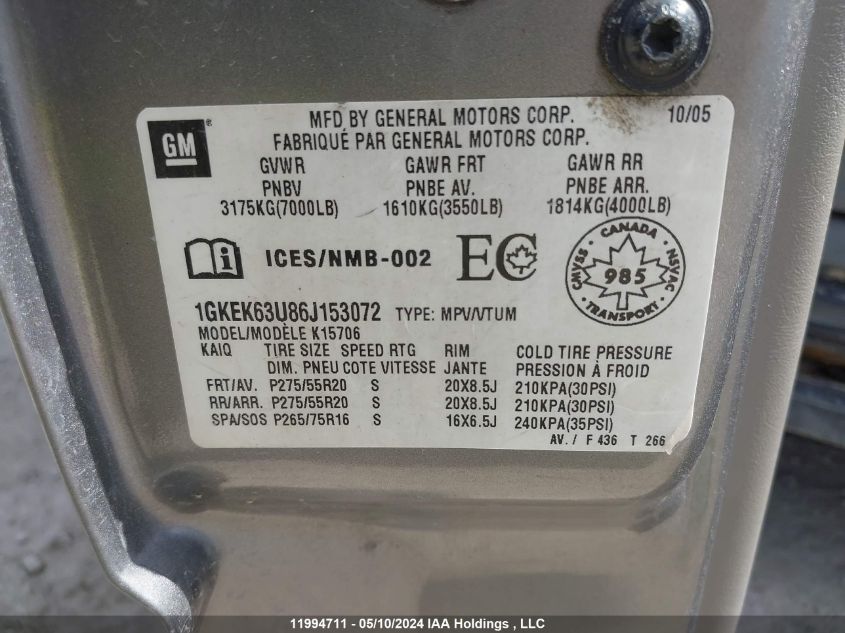 MFD BY GENERAL MOTORS CORP. 10/05
FABRIQUÉ PAR GENERAL MOTORS CORP.
GM
GVWR GAWR FRT GAWR RR
PNBV PNBE AV. PNBE ARR.
3175KG(7000LB) 1610KG(3550LB) 1814KG(4000LB)
i ICES/NMB-002 EC CANADA CMVSS 985 NSVAC TRANSPORT
1GKEK63U86J153072 TYPE: MPV/VTUM
MODEL/MODÈLE K15706
KAIQ TIRE SIZE SPEED RTG RIM COLD TIRE PRESSURE
DIM. PNEU COTE VITESSE JANTE PRESSION À FROID
FRT/AV. P275/55R20 S 20X8.5J 210KPA(30PSI)
RR/ARR. P275/55R20 S 20X8.5J 210KPA(30PSI)
SPA/SOS P265/75R16 S 16X6.5J 240KPA(35PSI)
AV. / F 436 T 266
11994711 - 05/10/2024 IAA Holdings , LLC